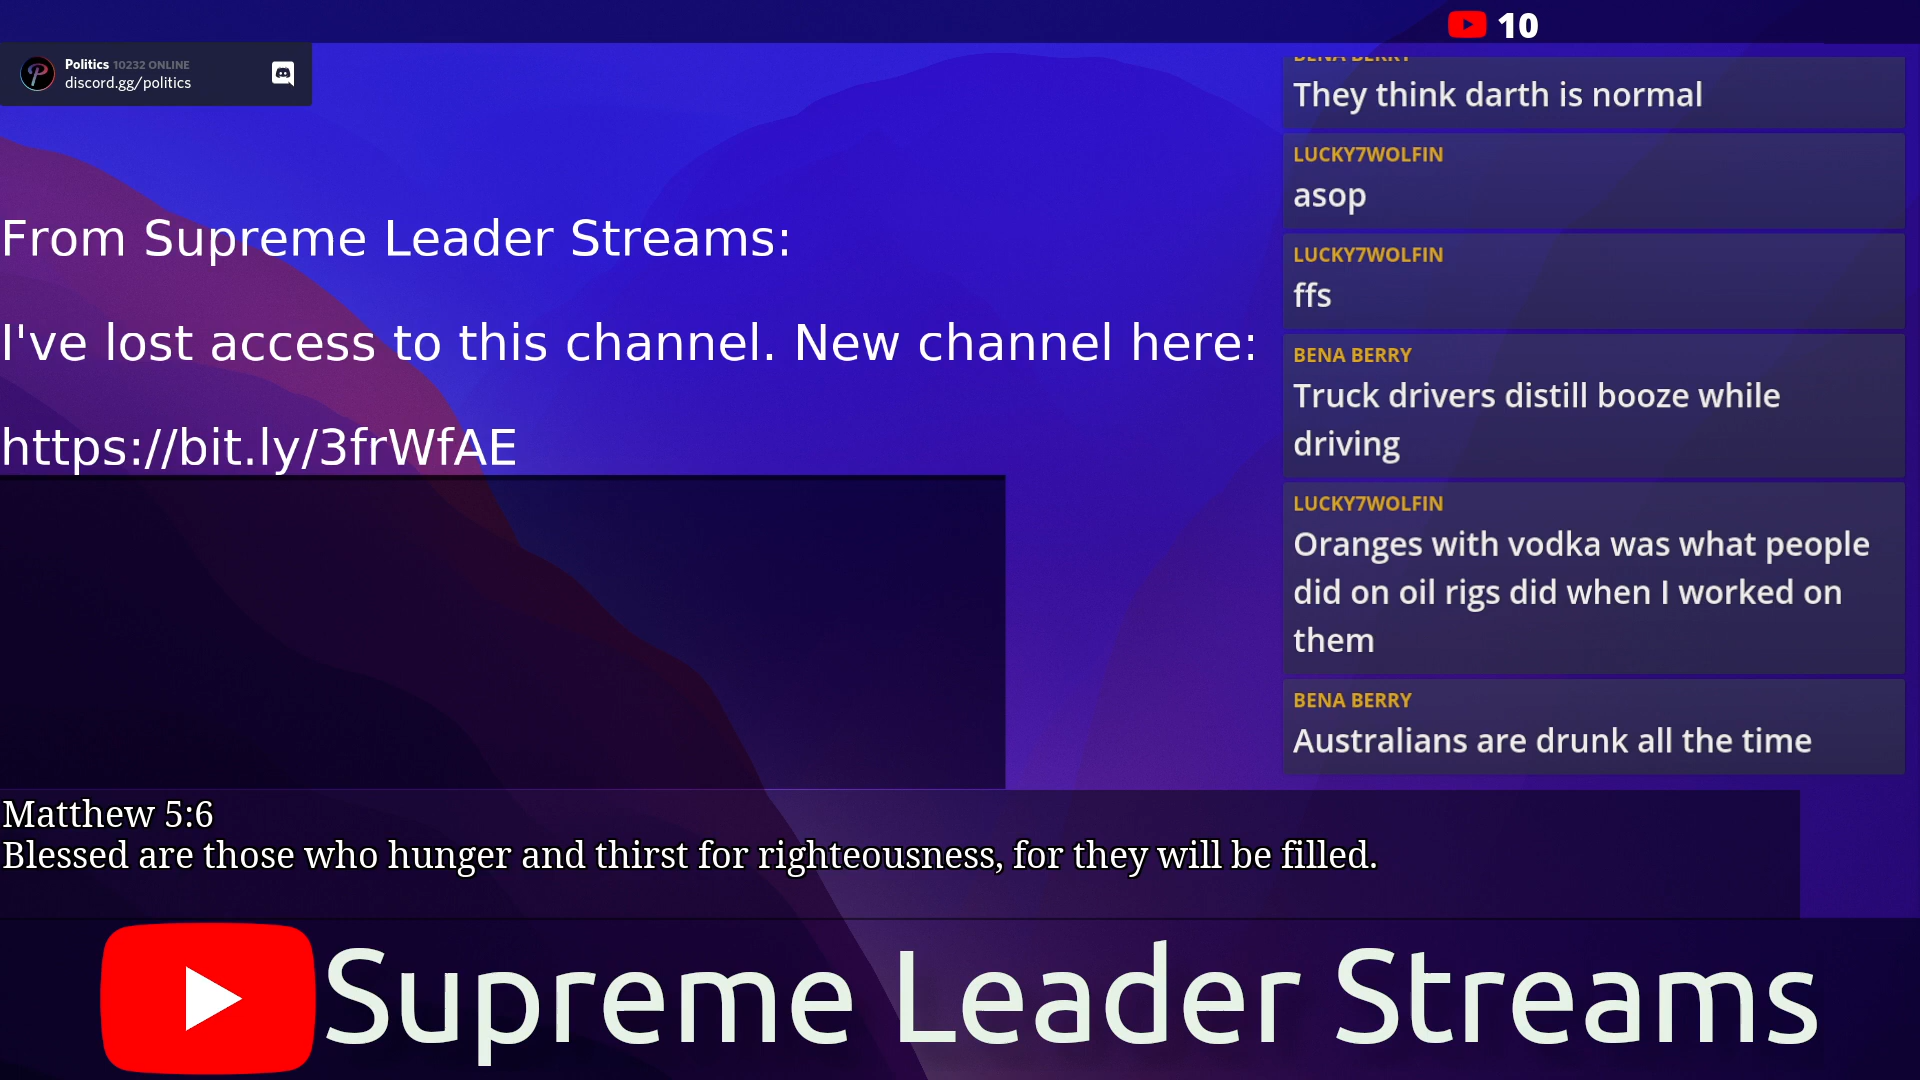 10
Politics 10232 ONLINE
discord.gg/politics
From Supreme Leader Streams:
I've lost access to this channel. New channel here:
https://bit.ly/3frWfAE
BENA BERRY
They think darth is normal
LUCKY7WOLFIN
asop
LUCKY7WOLFIN
ffs
BENA BERRY
Truck drivers distill booze while
driving
LUCKY7WOLFIN
Oranges with vodka was what people
did on oil rigs did when I worked on
them
BENA BERRY
Australians are drunk all the time
Matthew 5:6
Blessed are those who hunger and thirst for righteousness, for they will be filled.
Supreme Leader Streams